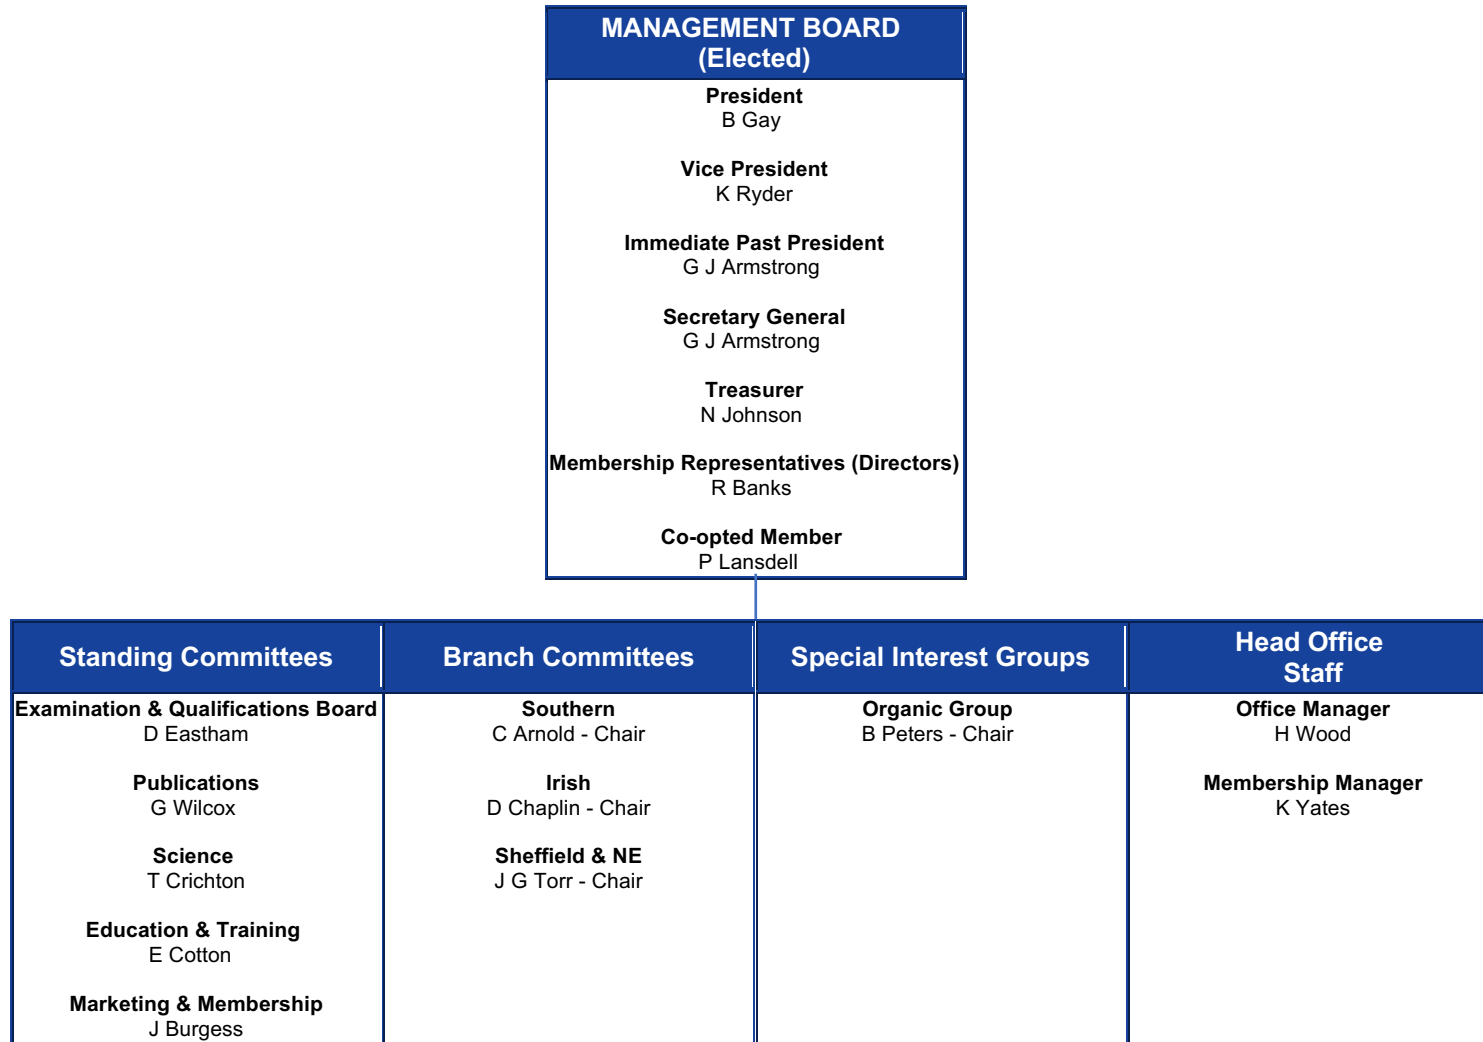 MANAGEMENT BOARD
(Elected)
President
B Gay
Vice President
K Ryder
Immediate Past President
G J Armstrong
Secretary General
G J Armstrong
Treasurer
N Johnson
Membership Representatives (Directors)
R Banks
Co-opted Member
P Lansdell
Standing Committees
Examination & Qualifications Board
D Eastham
Publications
G Wilcox
Science
T Crichton
Education & Training
E Cotton
Marketing & Membership
J Burgess
Branch Committees
Southern
C Arnold - Chair
Irish
D Chaplin - Chair
Sheffield & NE
J G Torr - Chair
Special Interest Groups
Organic Group
B Peters - Chair
Head Office
Staff
Office Manager
H Wood
Membership Manager
K Yates